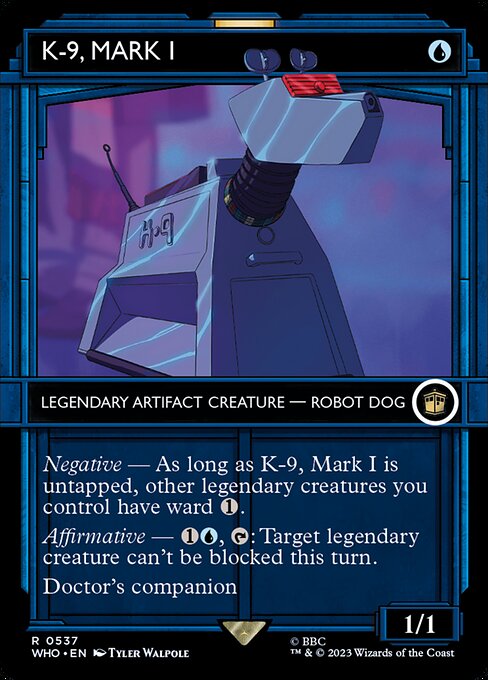 K-9, MARK I
K-9
LEGENDARY ARTIFACT CREATURE — ROBOT DOG
Negative — As long as K-9, Mark I is
untapped, other legendary creatures you
control have ward 1.
Affirmative — 1, : Target legendary
creature can't be blocked this turn.
Doctor's companion
1/1
R 0537
WHO • EN TYLER WALPOLE
© BBC
™ & © 2023 Wizards of the Coast